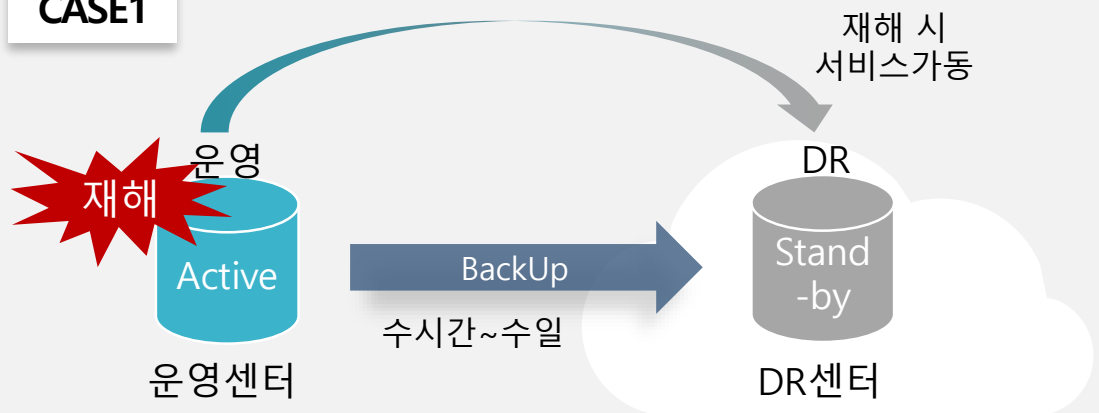 CASE1
재해 시
서비스가동
운영
DR
재해
Active
BackUp
Stand
-by
수시간~수일
운영센터
DR센터